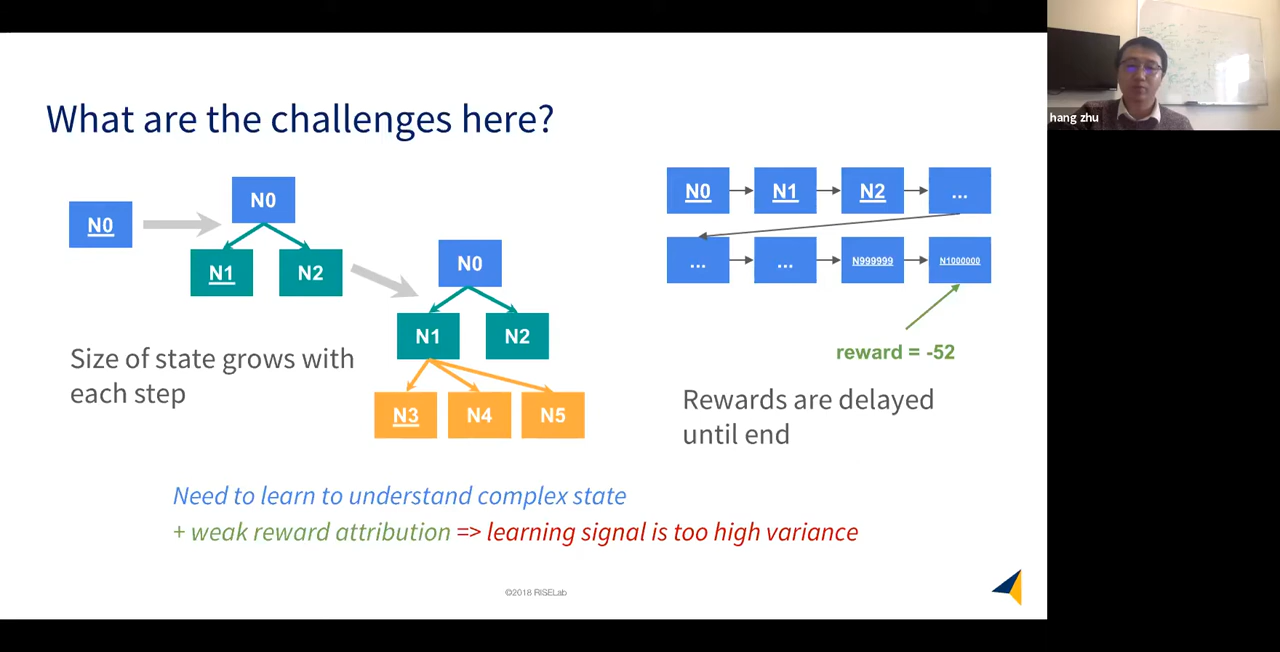 What are the challenges here?
hang zhu
N0
N0
N1
N2
N0
N1
N2
N3
N4
N5
Size of state grows with
each step
N0
N1
N2
...
...
...
N999999
N1000000
reward = -52
Rewards are delayed
until end
Need to learn to understand complex state
+ weak reward attribution => learning signal is too high variance
©2018 RISELab